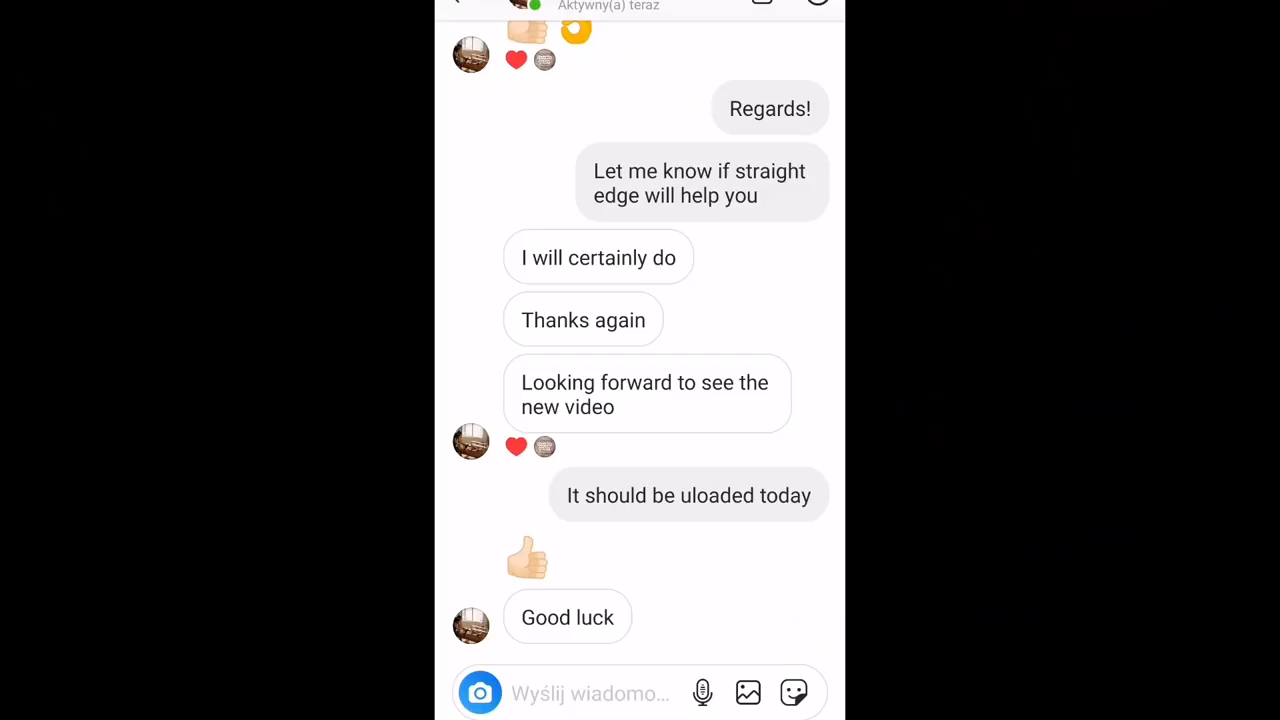 Aktywny(a) teraz
Regards!
Let me know if straight
edge will help you
I will certainly do
Thanks again
Looking forward to see the
new video
It should be uloaded today
Good luck
Wyślij wiadomo...